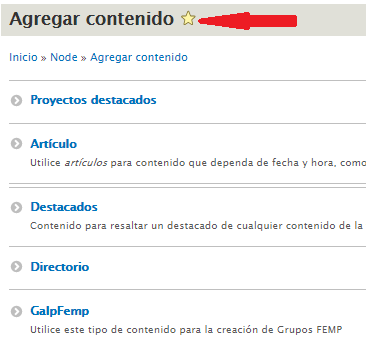 Agregar contenido
Inicio » Node » Agregar contenido
Proyectos destacados
Artículo
Utilice artículos para contenido que dependa de fecha y hora, como
Destacados
Contenido para resaltar un destacado de cualquier contenido de la
Directorio
GalpFemp
Utilice este tipo de contenido para la creación de Grupos FEMP